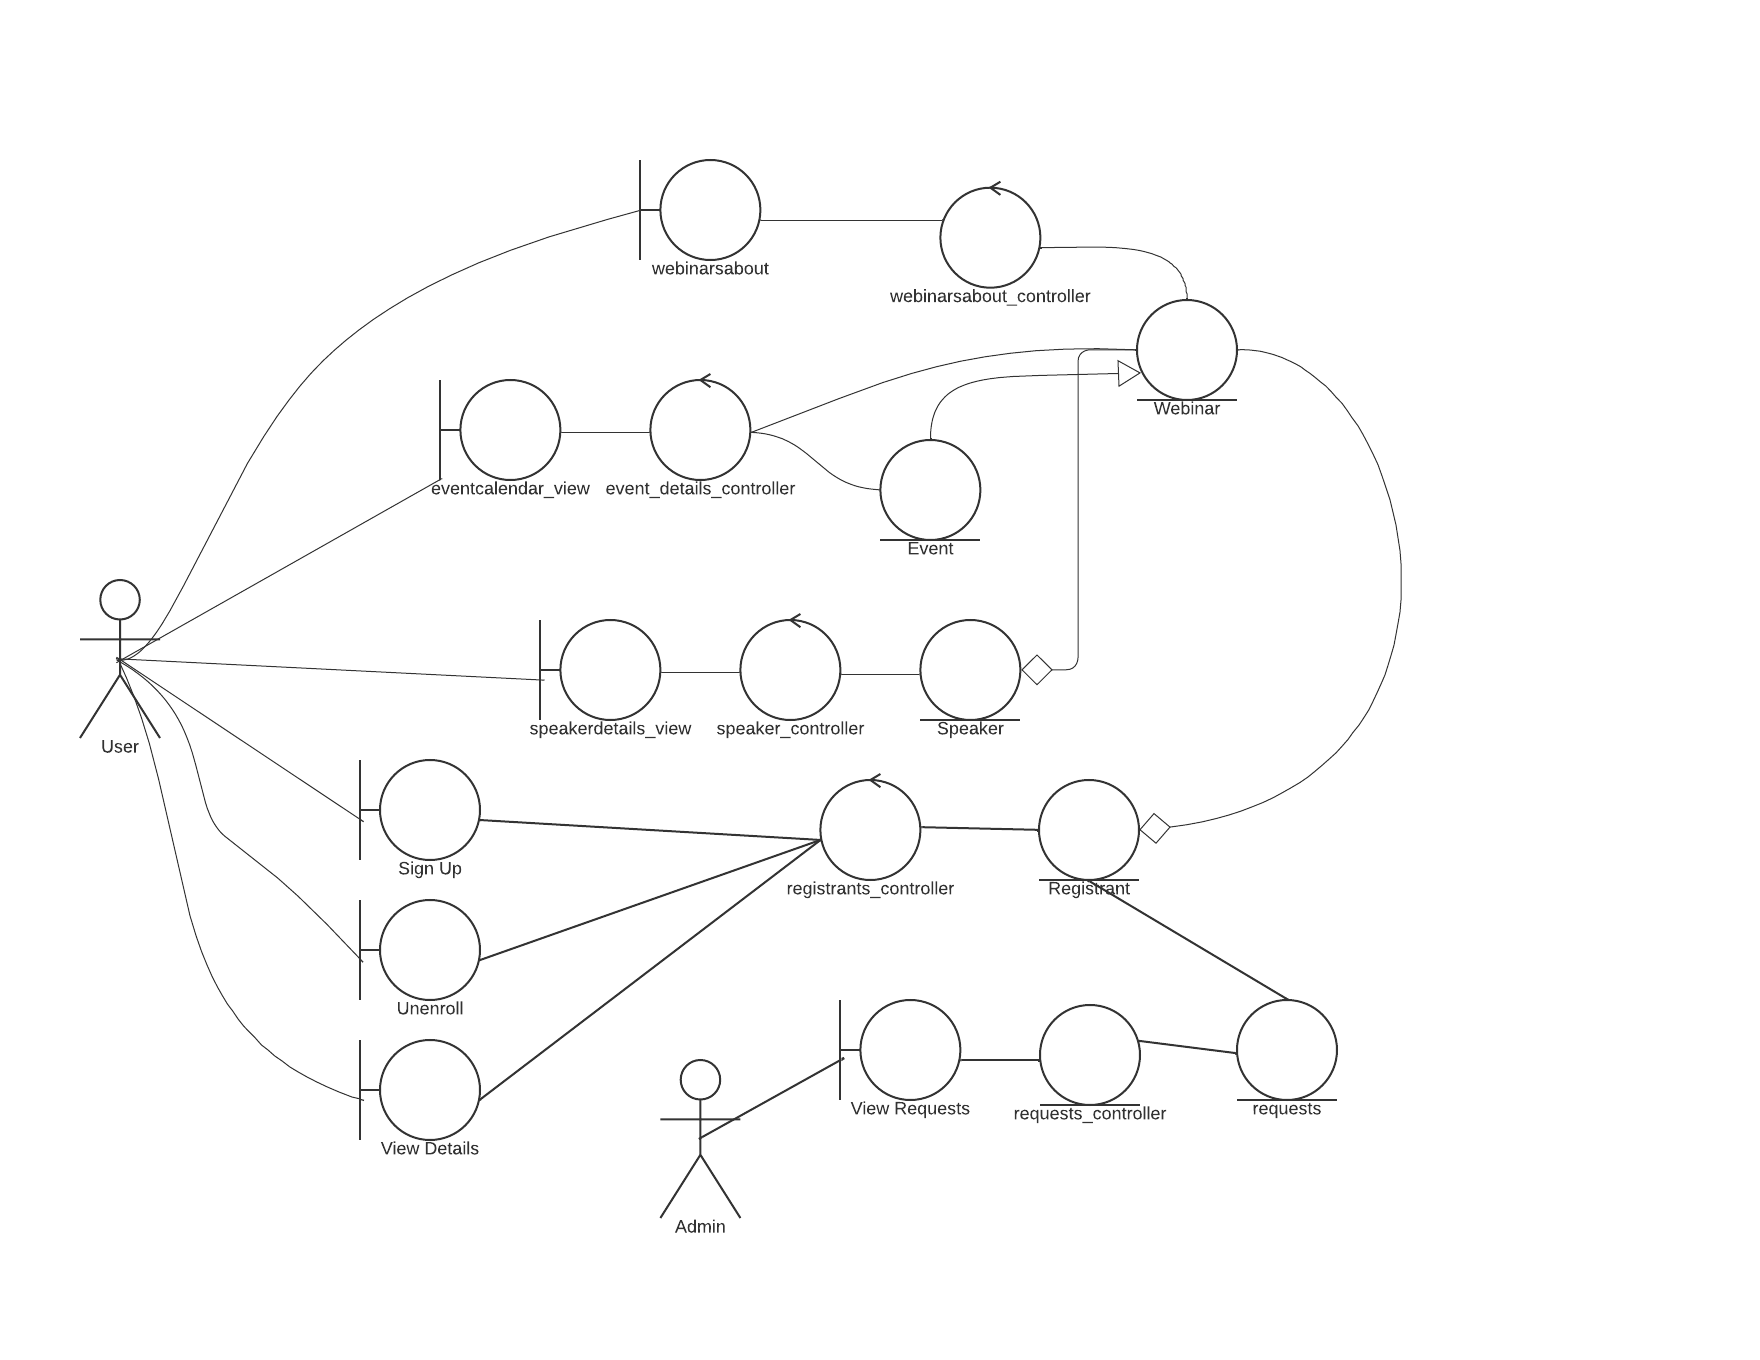 webinarsabout
webinarsabout_controller
Webinar
eventcalendar_view
event_details_controller
Event
speakerdetails_view
speaker_controller
Speaker
User
Sign Up
registrants_controller
Registrant
Unenroll
View Requests
requests_controller
requests
View Details
Admin